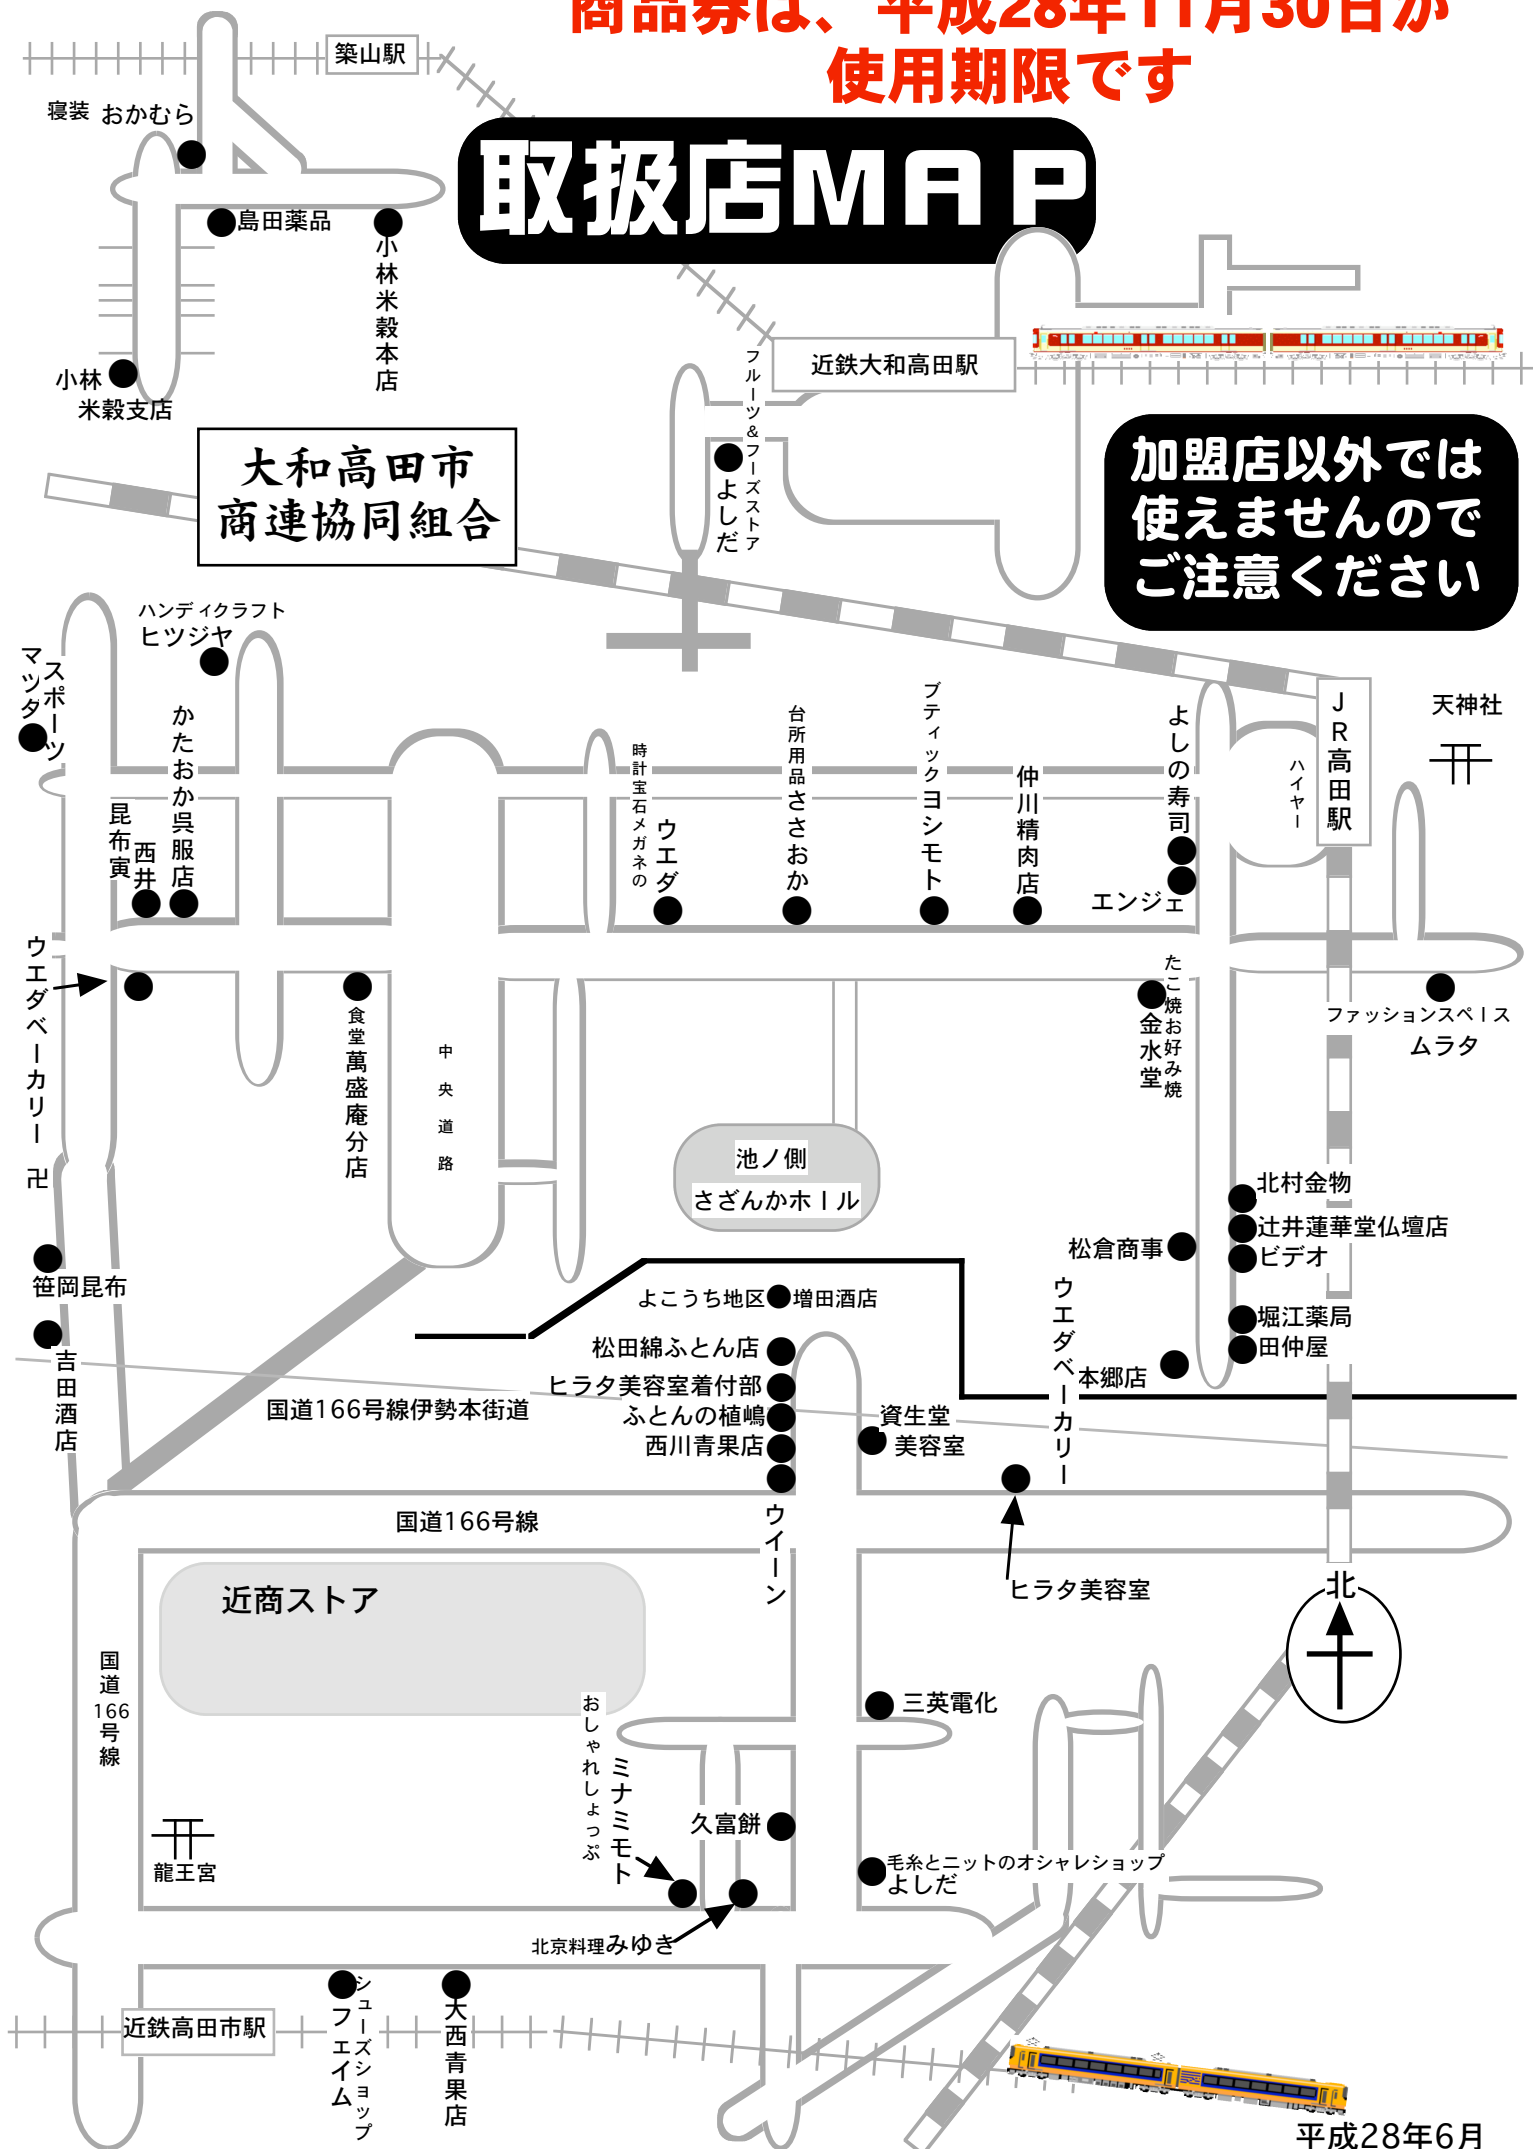 商品券は、平成28年11月30日が
使用期限です
築山駅
寝装 おかむら
取扱店MAP
島田薬品
小林米穀本店
小林
米穀支店
近鉄大和高田駅
フルーツ&フーズストア
よしだ
大和高田市
商連協同組合
加盟店以外では
使えませんので
ご注意ください
ハンディクラフト
ヒツジヤ
スポーツ
マツダ
かたおか呉服店
昆布寅
西井
時計宝石メガネの
ウエダ
台所用品ささおか
ブティックヨシモト
仲川精肉店
よしの寿司
エンジェ
ハイヤー
JR高田駅
天神社
ウエダベーカリー
卍
食堂萬盛庵分店
中央道路
たこ焼お好み焼
金水堂
ファッションスペース
ムラタ
池ノ側
さざんかホール
北村金物
辻井蓮華堂仏壇店
ビデオ
松倉商事
堀江薬局
田仲屋
笹岡昆布
吉田酒店
よこうち地区
増田酒店
松田綿ふとん店
ヒラタ美容室着付部
ふとんの植嶋
西川青果店
ウイーン
資生堂
美容室
ウエダベーカリー
本郷店
国道166号線伊勢本街道
国道166号線
ヒラタ美容室
近商ストア
北
国道166号線
三英電化
おしゃれしょっぷ
ミナミモト
久富餅
毛糸とニットのオシャレショップ
よしだ
龍王宮
北京料理みゆき
近鉄高田市駅
シューズショップ
フェイム
大西青果店
平成28年6月